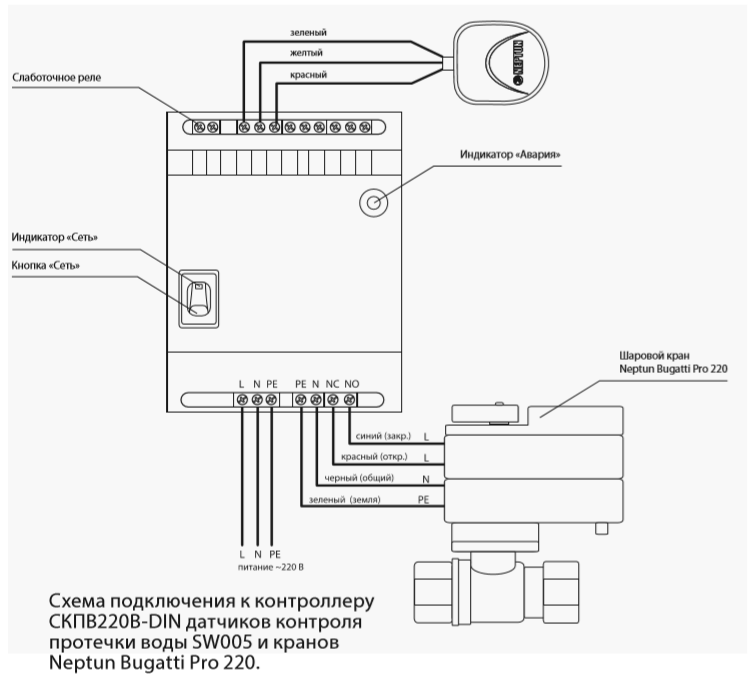 зеленый
желтый
красный
NEPTUN
Слаботочное реле
Индикатор «Авария»
Индикатор «Сеть»
Кнопка «Сеть»
Шаровой кран
Neptun Bugatti Pro 220
L N PE PE N NC NO
синий (закр.) L
красный (откр.) L
черный (общий) N
зеленый (земля) PE
L N PE
питание ~220 В
Схема подключения к контроллеру
СКПВ220В-DIN датчиков контроля
протечки воды SW005 и кранов
Neptun Bugatti Pro 220.